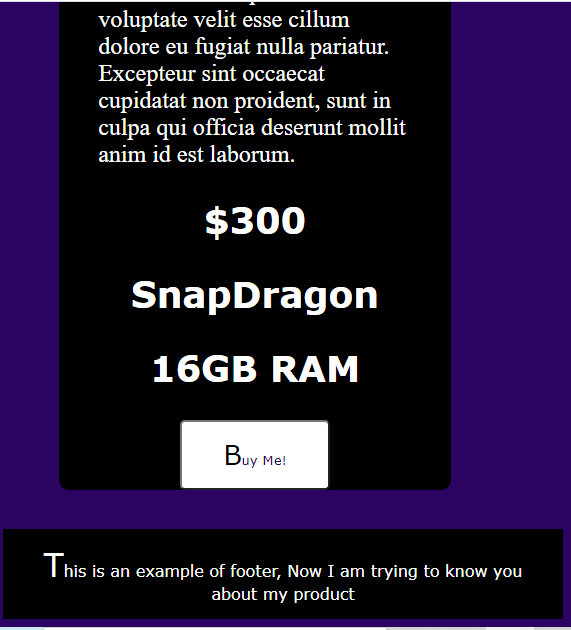 voluptate velit esse cillum
dolore eu fugiat nulla pariatur.
Excepteur sint occaecat
cupidatat non proident, sunt in
culpa qui officia deserunt mollit
anim id est laborum.
$300
SnapDragon
16GB RAM
Buy Me!
This is an example of footer, Now I am trying to know you
about my product